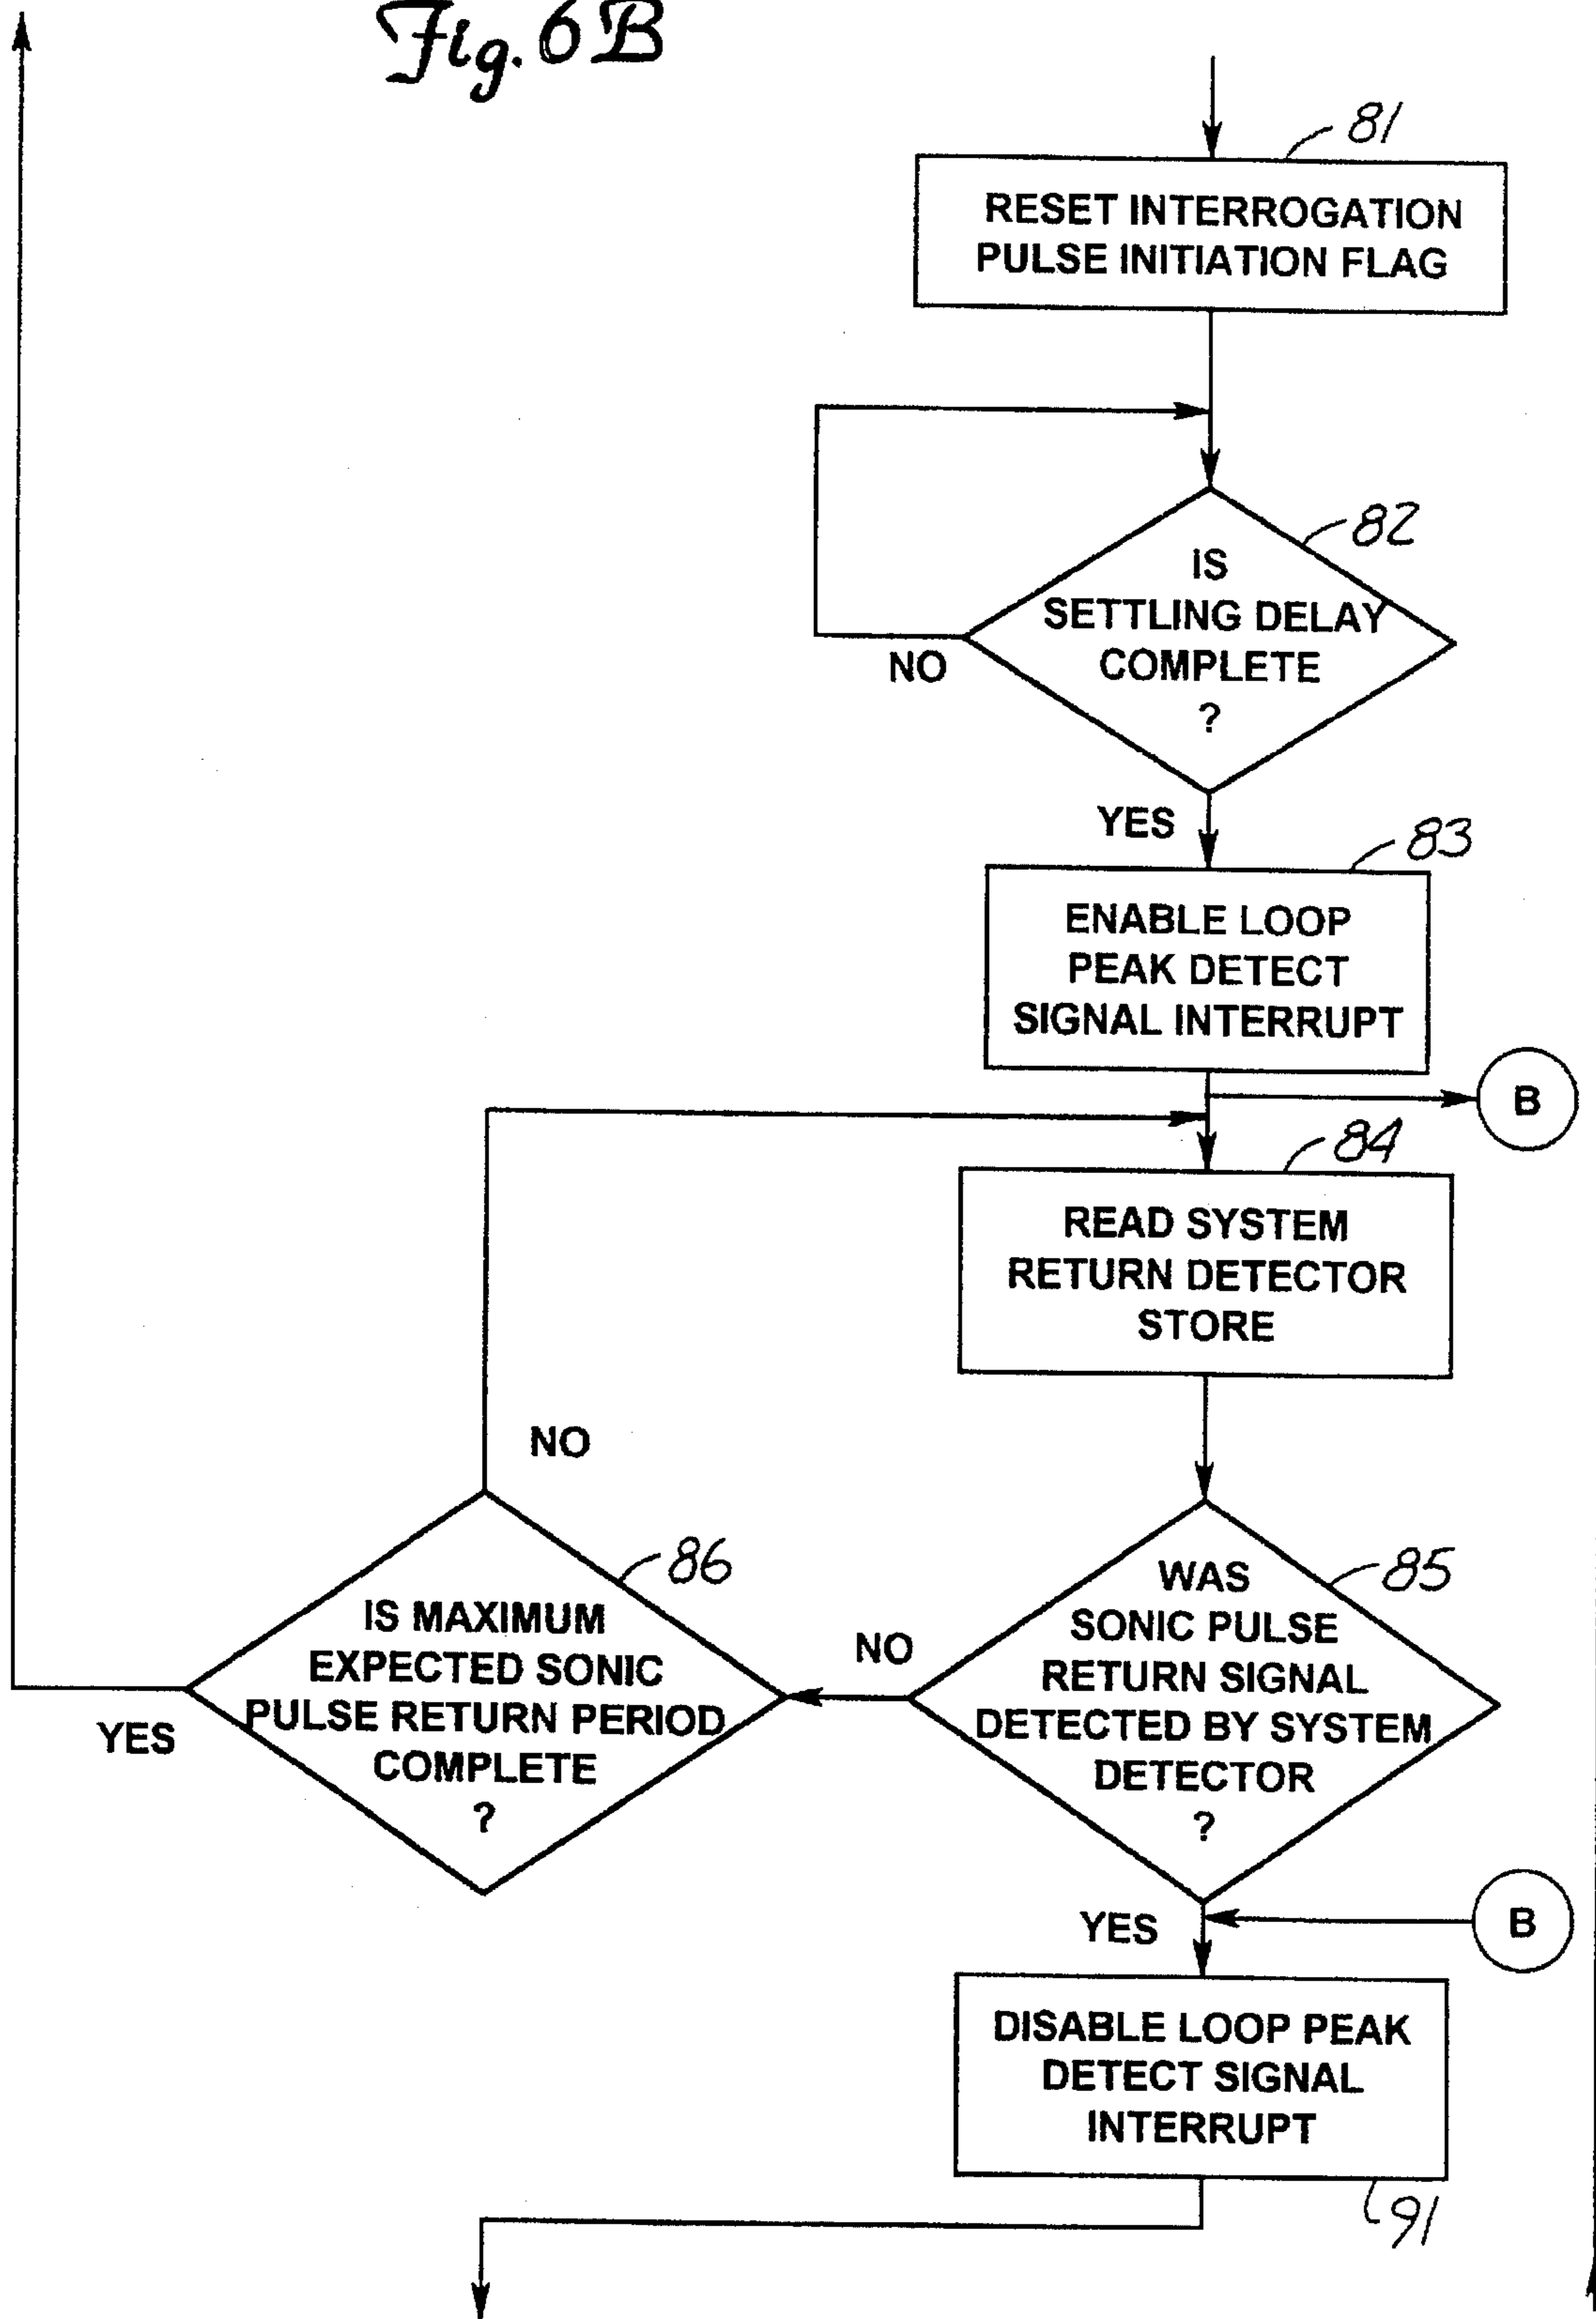 Fig. 6B
81
RESET INTERROGATION
PULSE INITIATION FLAG
82
IS
SETTLING DELAY
COMPLETE
?
NO
YES
83
ENABLE LOOP
PEAK DETECT
SIGNAL INTERRUPT
B
84
READ SYSTEM
RETURN DETECTOR
STORE
NO
86
IS MAXIMUM
EXPECTED SONIC
PULSE RETURN PERIOD
COMPLETE
?
YES
NO
85
WAS
SONIC PULSE
RETURN SIGNAL
DETECTED BY SYSTEM
DETECTOR
?
YES
B
DISABLE LOOP PEAK
DETECT SIGNAL
INTERRUPT
91